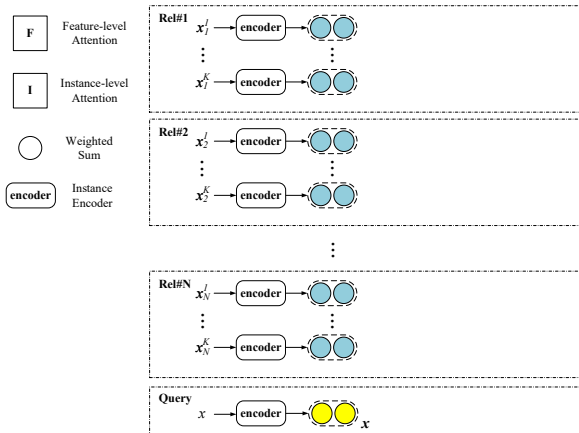 F
Feature-level
Attention
I
Instance-level
Attention
Weighted
Sum
encoder
Instance
Encoder
Rel#1
x_1^1 encoder
x_1^K encoder
Rel#2
x_2^1 encoder
x_2^K encoder
Rel#N
x_N^1 encoder
x_N^K encoder
Query
x encoder x